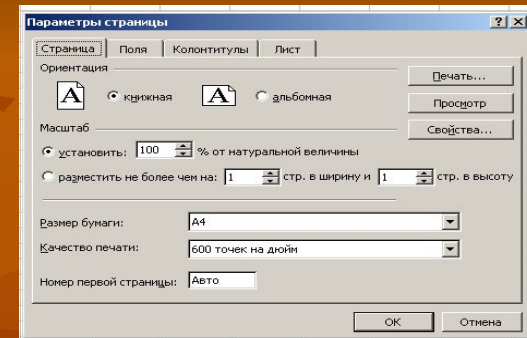 Параметры страницы
Страница Поля Колонтитулы Лист
Ориентация
А книжная А альбомная
Печать...
Просмотр
Свойства...
Масштаб
установить: 100 % от натуральной величины
разместить не более чем на: 1 стр. в ширину и 1 стр. в высоту
Размер бумаги: А4
Качество печати: 600 точек на дюйм
Номер первой страницы: Авто
ОК Отмена